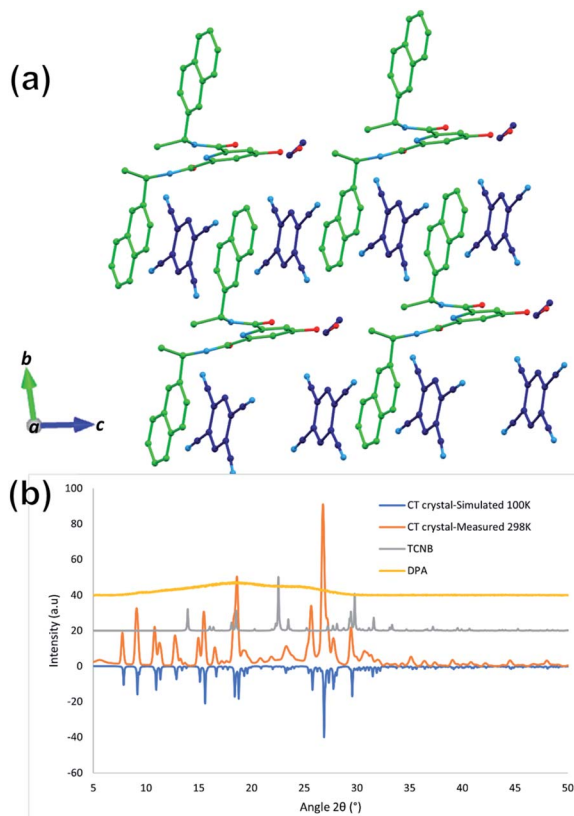 (a)
b
a
c
(b)
100
80
60
40
20
0
-20
-40
-60
Intensity (a.u)
CT crystal-Simulated 100K
CT crystal-Measured 298K
TCNB
DPA
5 10 15 20 25 30 35 40 45 50
Angle 2θ (°)